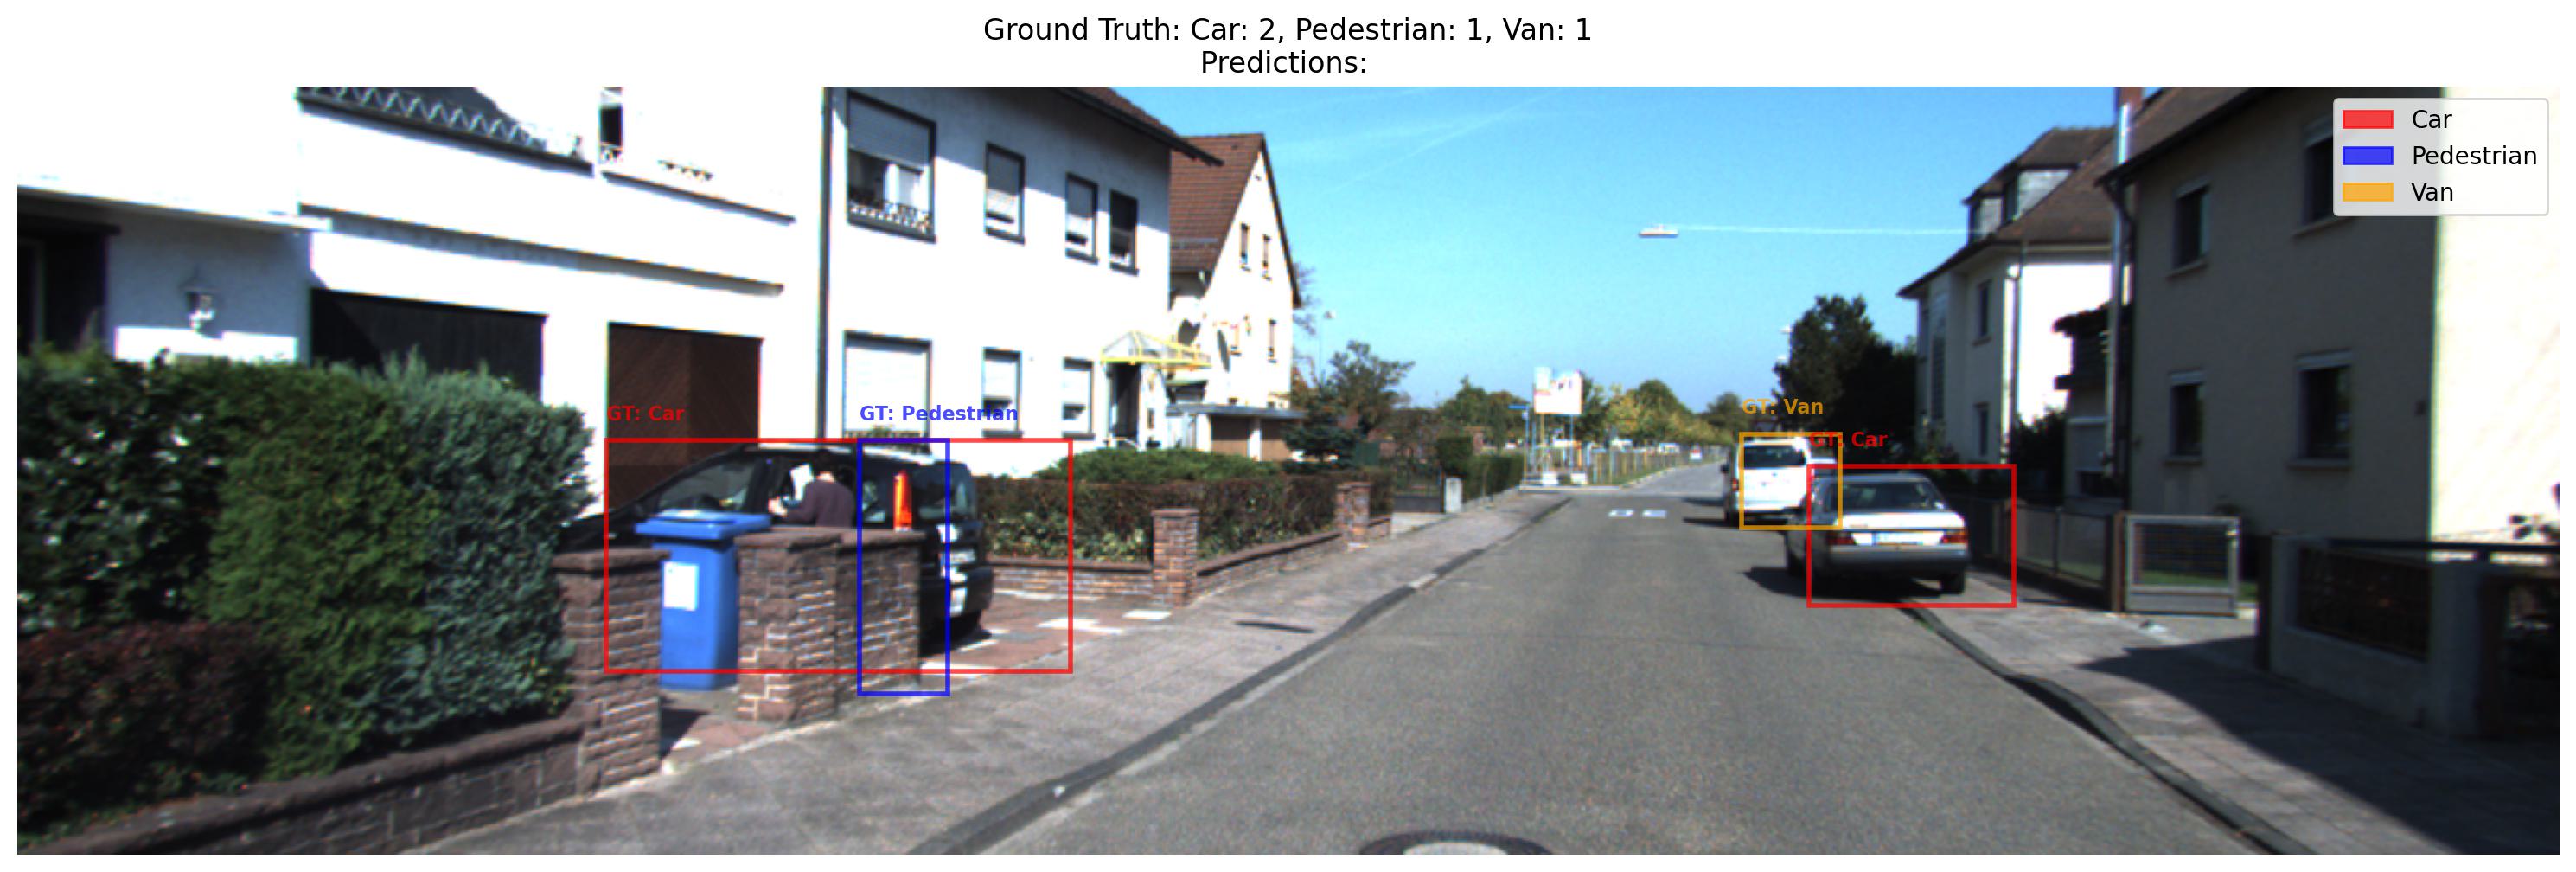 Ground Truth: Car: 2, Pedestrian: 1, Van: 1
Predictions:
Car
Pedestrian
Van
GT: Car
GT: Pedestrian
GT: Van
GT: Car